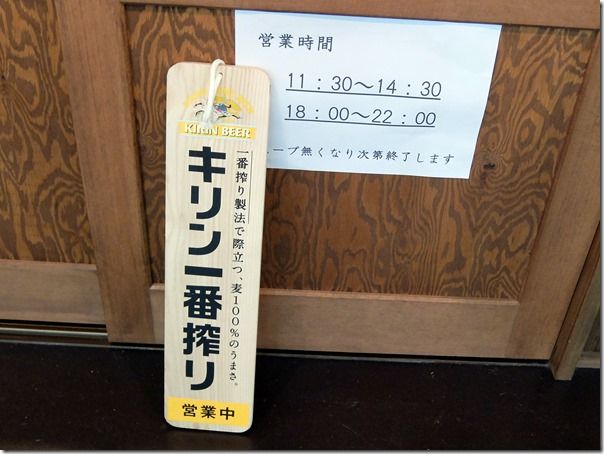 営業時間
11：30～14：30
18：00～22：00
ープ無くなり次第終了します
KIRIN BEER
キリン一番搾り
一番搾り製法で際立つ、麦100%のうまさ。
営業中